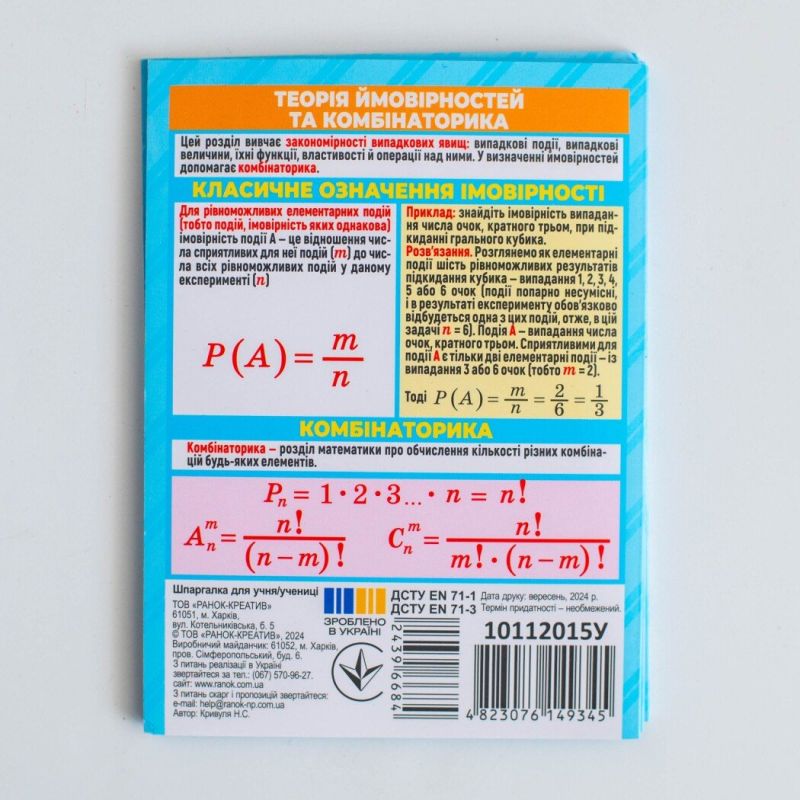 ТЕОРІЯ ЙМОВІРНОСТЕЙ
ТА КОМБІНАТОРИКА
Цей розділ вивчає закономірності випадкових явищ: випадкові події, випадкові
величини, їхні функції, властивості й операції над ними. У визначенні ймовірностей
допомагає комбінаторика.
КЛАСИЧНЕ ОЗНАЧЕННЯ ІМОВІРНОСТІ
Для рівноможливих елементарних подій
(тобто подій, імовірність яких однакова)
імовірність події А – це відношення чис-
ла сприятливих для неї подій (m) до чис-
ла всіх рівноможливих подій у даному
експерименті (n)
P(A) = m/n
Приклад: знайдіть імовірність випадан-
ня числа очок, кратного трьом, при під-
киданні грального кубика.
Розв'язання. Розглянемо як елементарні
події шість рівноможливих результатів
підкидання кубика – випадання 1, 2, 3, 4,
5 або 6 очок (події попарно несумісні,
і в результаті експерименту обов'язково
відбудеться одна з цих подій, отже, в цій
задачі n = 6). Подія А – випадання числа
очок, кратного трьом. Сприятливими для
події А є тільки дві елементарні події – із
випадання 3 або 6 очок (тобто m = 2).
Тоді P(A) = m/n = 2/6 = 1/3
КОМБІНАТОРИКА
Комбінаторика – розділ математики про обчислення кількості різних комбіна-
цій будь-яких елементів.
Pn = 1 · 2 · 3... · n = n!
A_n^m = n!/(n – m)!
C_n^m = n!/m! · (n – m)!
Шпаргалка для учня/учениці
ТОВ «РАНОК-КРЕАТИВ»
61051, м. Харків,
вул. Котельниківська, б. 5
© ТОВ «РАНОК-КРЕАТИВ», 2024
Виробничий майданчик: 61052, м. Харків,
пров. Сімферопольський, буд. 6.
З питань реалізації в Україні
звертайтеся за тел.: (067) 570-96-27.
сайт: www.ranok.com.ua
З питань скарг і пропозицій звертайтеся:
e-mail: help@ranok-np.com.ua
Автор: Кривуля Н.С.
ЗРОБЛЕНО
В УКРАЇНІ
ДСТУ EN 71-1
ДСТУ EN 71-3
Дата друку: вересень, 2024 р.
Термін придатності – необмежений.
24396684
10112015У
4 823076 149345